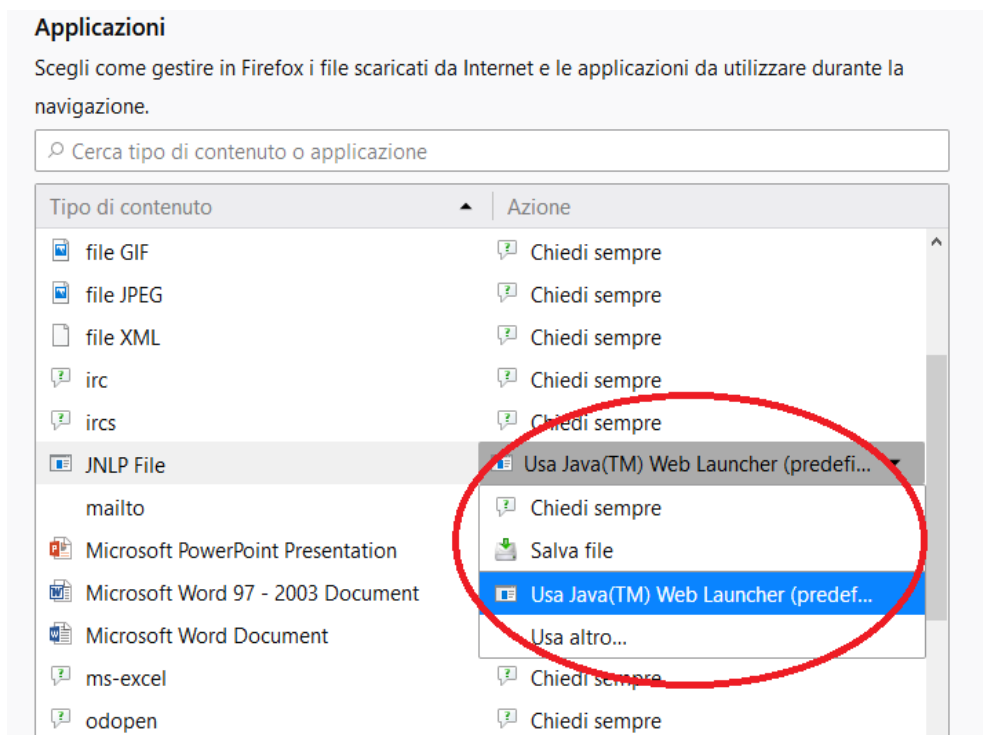 Applicazioni
Scegli come gestire in Firefox i file scaricati da Internet e le applicazioni da utilizzare durante la
navigazione.
Cerca tipo di contenuto o applicazione
Tipo di contenuto Azione
file GIF Chiedi sempre
file JPEG Chiedi sempre
file XML Chiedi sempre
irc Chiedi sempre
ircs Chiedi sempre
JNLP File Usa Java(TM) Web Launcher (predefi...
mailto Chiedi sempre
Microsoft PowerPoint Presentation Salva file
Microsoft Word 97 - 2003 Document Usa Java(TM) Web Launcher (predef...
Microsoft Word Document Usa altro...
ms-excel Chiedi sempre
odopen Chiedi sempre